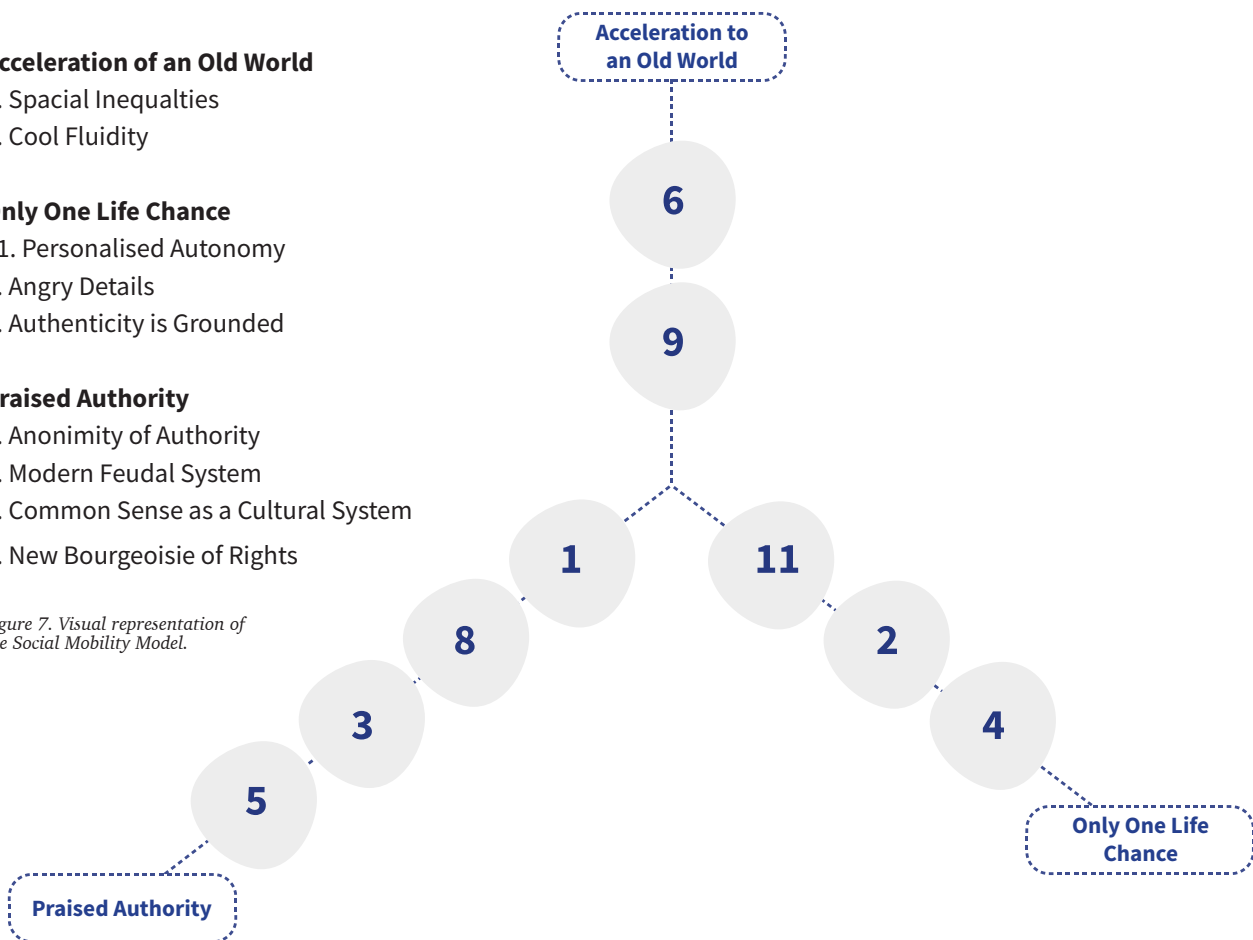 cceleration of an Old World
. Spacial Inequalties
. Cool Fluidity
nly One Life Chance
1. Personalised Autonomy
. Angry Details
. Authenticity is Grounded
raised Authority
. Anonimity of Authority
. Modern Feudal System
. Common Sense as a Cultural System
. New Bourgeoisie of Rights
gure 7. Visual representation of
e Social Mobility Model.
Acceleration to
an Old World
6
9
1
11
8
2
3
4
5
Only One Life
Chance
Praised Authority